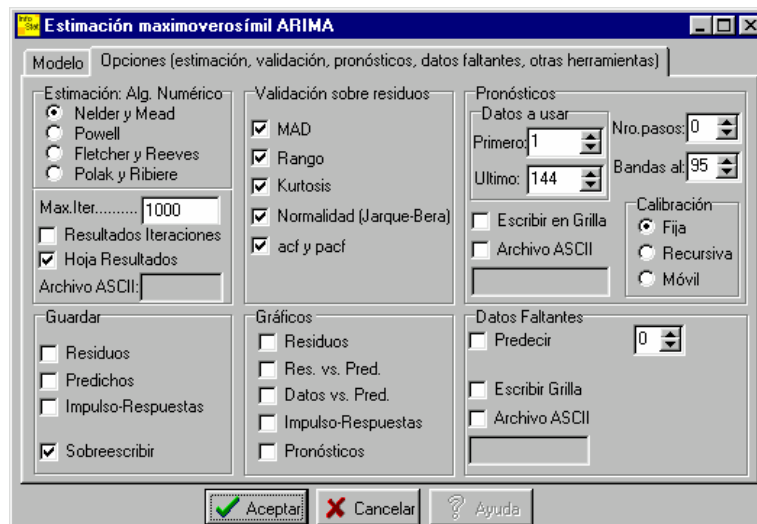 Info Stat Estimación maximoverosímil ARIMA
Modelo Opciones (estimación, validación, pronósticos, datos faltantes, otras herramientas)
Estimación: Alg. Numérico
Nelder y Mead
Powell
Fletcher y Reeves
Polak y Ribiere
Max.Iter.......... 1000
Resultados Iteraciones
Hoja Resultados
Archivo ASCII:
Validación sobre residuos
MAD
Rango
Kurtosis
Normalidad (Jarque-Bera)
acf y pacf
Pronósticos
Datos a usar
Primero: 1
Ultimo: 144
Nro.pasos: 0
Bandas al: 95
Escribir en Grilla
Archivo ASCII
Calibración
Fija
Recursiva
Móvil
Guardar
Residuos
Predichos
Impulso-Respuestas
Sobreescribir
Gráficos
Residuos
Res. vs. Pred.
Datos vs. Pred.
Impulso-Respuestas
Pronósticos
Datos Faltantes
Predecir 0
Escribir Grilla
Archivo ASCII
Aceptar Cancelar Ayuda